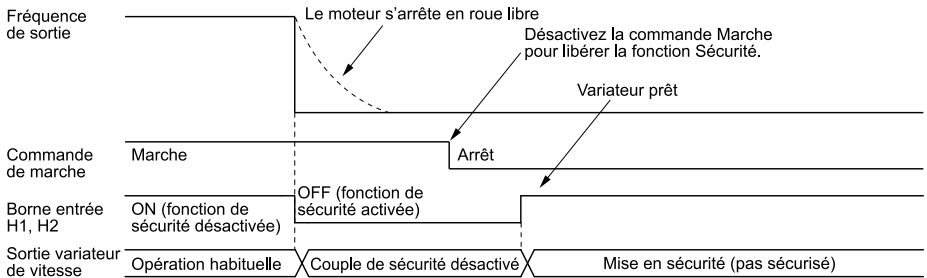 Fréquence
de sortie
Le moteur s'arrête en roue libre
Désactivez la commande Marche
pour libérer la fonction Sécurité.
Variateur prêt
Commande
de marche
Marche
Arrêt
Borne entrée
H1, H2
ON (fonction de
sécurité désactivée)
OFF (fonction de
sécurité activée)
Sortie variateur
de vitesse
Opération habituelle
Couple de sécurité désactivé
Mise en sécurité (pas sécurisé)